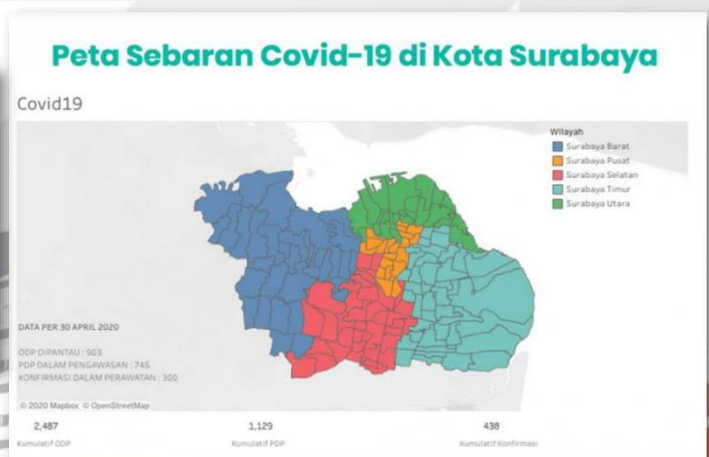 Peta Sebaran Covid-19 di Kota Surabaya
Covid19
Wilayah
Surabaya Barat
Surabaya Pusat
Surabaya Selatan
Surabaya Timur
Surabaya Utara
DATA PER 30 APRIL 2020
ODP DIPANTAU : 903
PDP DALAM PENGAWASAN : 745
KONFIRMASI DALAM PERAWATAN : 300
© 2020 Mapbox © OpenStreetMap
2,487
1,129
438
Kumulatif ODP
Kumulatif PDP
Kumulatif Konfirmasi